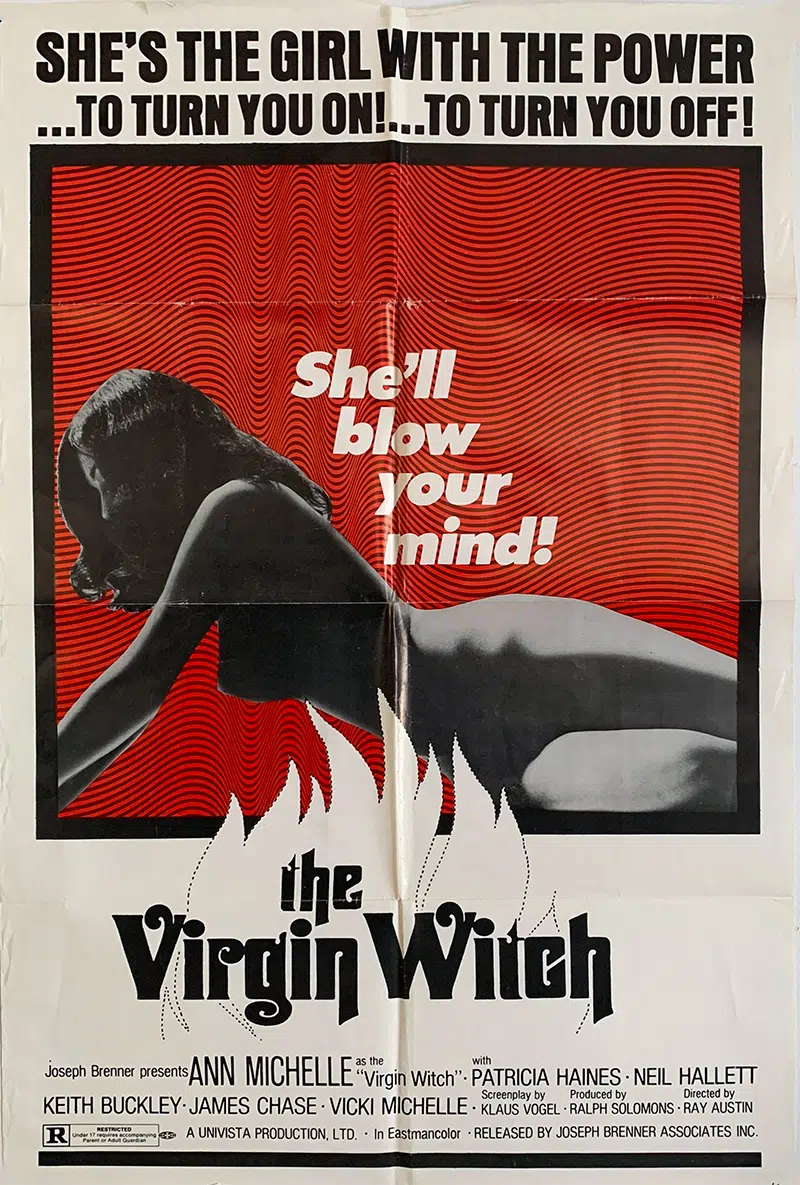 SHE'S THE GIRL WITH THE POWER
...TO TURN YOU ON!...TO TURN YOU OFF!
She'll
blow
your
mind!
the
Virgin Witch
Joseph Brenner presents ANN MICHELLE as the "Virgin Witch" · with PATRICIA HAINES · NEIL HALLETT
KEITH BUCKLEY · JAMES CHASE · VICKI MICHELLE · Screenplay by KLAUS VOGEL · Produced by RALPH SOLOMONS · Directed by RAY AUSTIN
R RESTRICTED Under 17 requires accompanying Parent or Adult Guardian A UNIVISTA PRODUCTION, LTD. · In Eastmancolor · RELEASED BY JOSEPH BRENNER ASSOCIATES INC.